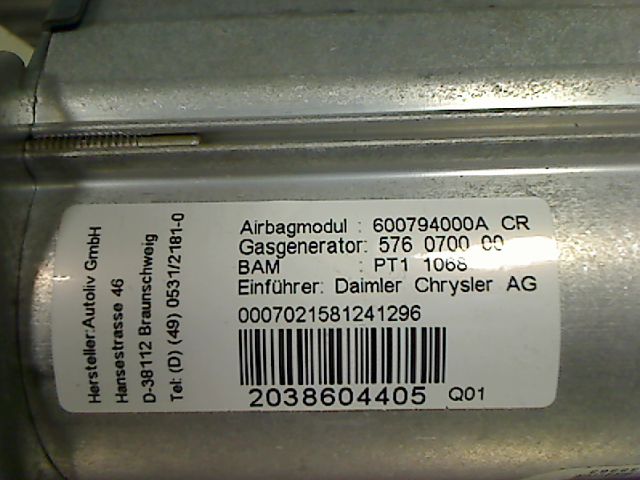 Hersteller:Autoliv GmbH
Hansestrasse 46
D-38112 Braunschweig
Tel: (D) (49) 0531/2181-0
Airbagmodul : 600794000A CR
Gasgenerator: 576 0700 00
BAM : PT1 1068
Einführer: Daimler Chrysler AG
0007021581241296
2038604405 Q01